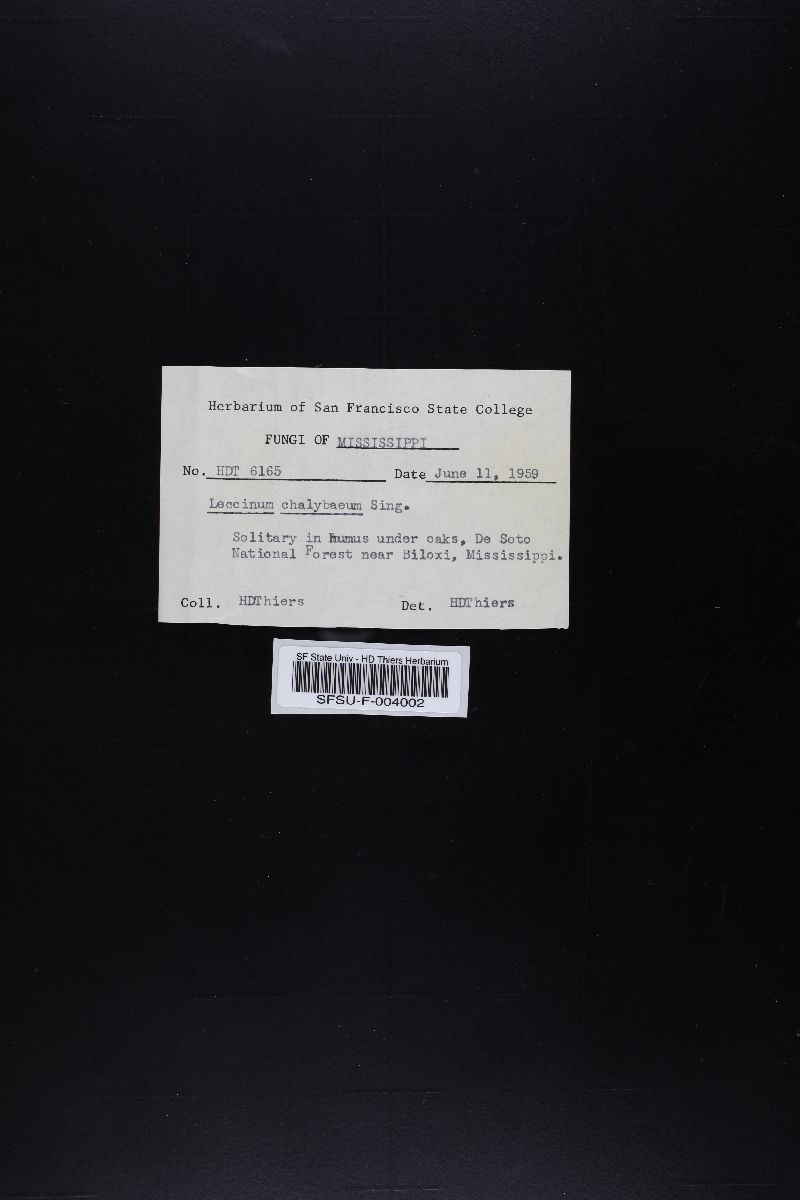 Herbarium of San Francisco State College
FUNGI OF MISSISSIPPI
No. HDT 6165 Date June 11, 1959
Leccinum chalybaeum Sing.
Solitary in humus under oaks, De Soto
National Forest near Biloxi, Mississippi.
Coll. HDThiers Det. HDThiers
SF State Univ - HD Thiers Herbarium
SFSU-F-004002